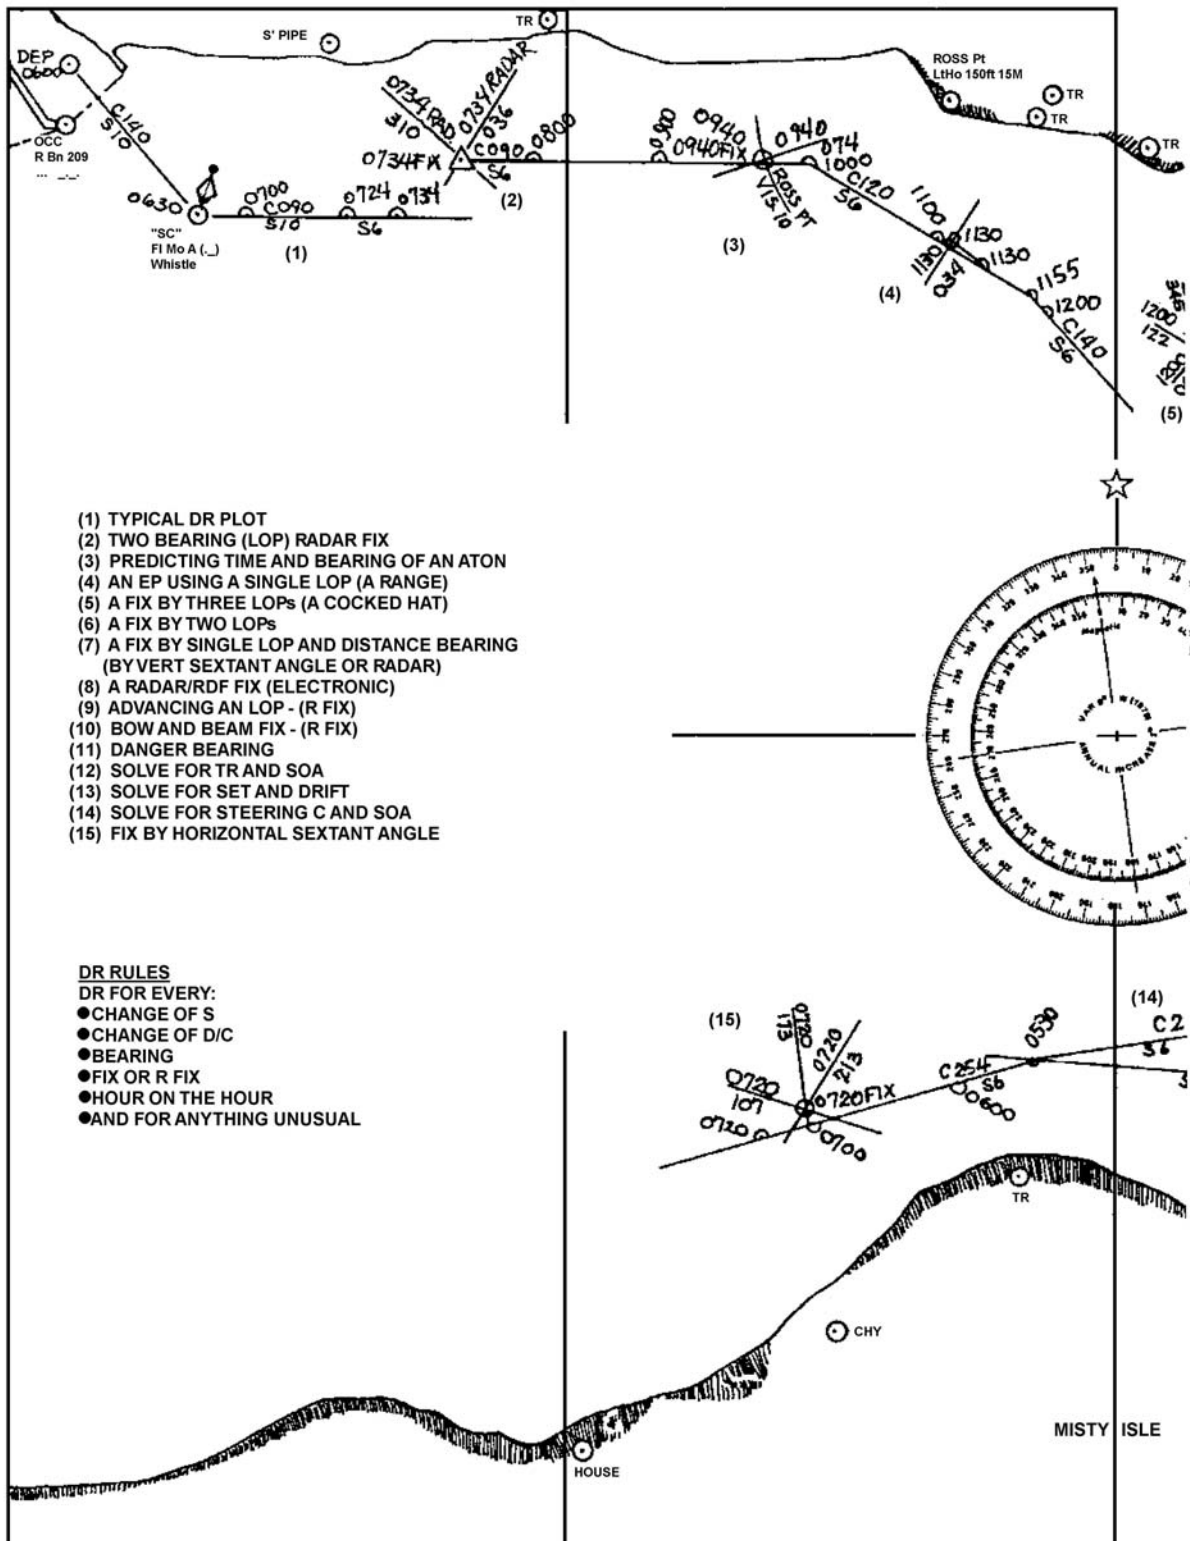 TR
S' PIPE
DEP
0600
C140
S10
OCC
R Bn 209
... _._.
0630
"SC"
Fl Mo A (._)
Whistle
0700
C090
S10
0724
S6
0734
(1)
0734 RAD.
310
0734 RADAR
036
0734 FIX
C090
S6
0800
(2)
0900
0940
0940 FIX
0940
074
ROSS PT
V15.10
1000
C120
S6
(3)
ROSS Pt
LtHo 150ft 15M
TR
TR
TR
1100
1130
1130
1130
034
(4)
1155
1200
C140
S6
345
1200
122
(5)
(1) TYPICAL DR PLOT
(2) TWO BEARING (LOP) RADAR FIX
(3) PREDICTING TIME AND BEARING OF AN ATON
(4) AN EP USING A SINGLE LOP (A RANGE)
(5) A FIX BY THREE LOPs (A COCKED HAT)
(6) A FIX BY TWO LOPs
(7) A FIX BY SINGLE LOP AND DISTANCE BEARING
(BY VERT SEXTANT ANGLE OR RADAR)
(8) A RADAR/RDF FIX (ELECTRONIC)
(9) ADVANCING AN LOP - (R FIX)
(10) BOW AND BEAM FIX - (R FIX)
(11) DANGER BEARING
(12) SOLVE FOR TR AND SOA
(13) SOLVE FOR SET AND DRIFT
(14) SOLVE FOR STEERING C AND SOA
(15) FIX BY HORIZONTAL SEXTANT ANGLE
Magnetic
ANNUAL INCREASE
DR RULES
DR FOR EVERY:
●CHANGE OF S
●CHANGE OF D/C
●BEARING
●FIX OR R FIX
●HOUR ON THE HOUR
●AND FOR ANYTHING UNUSUAL
(14)
C2
S6
0530
C254
S6
0600
(15)
0720
173
0720
213
0720
107
0720 FIX
0720
0700
TR
CHY
HOUSE
MISTY ISLE